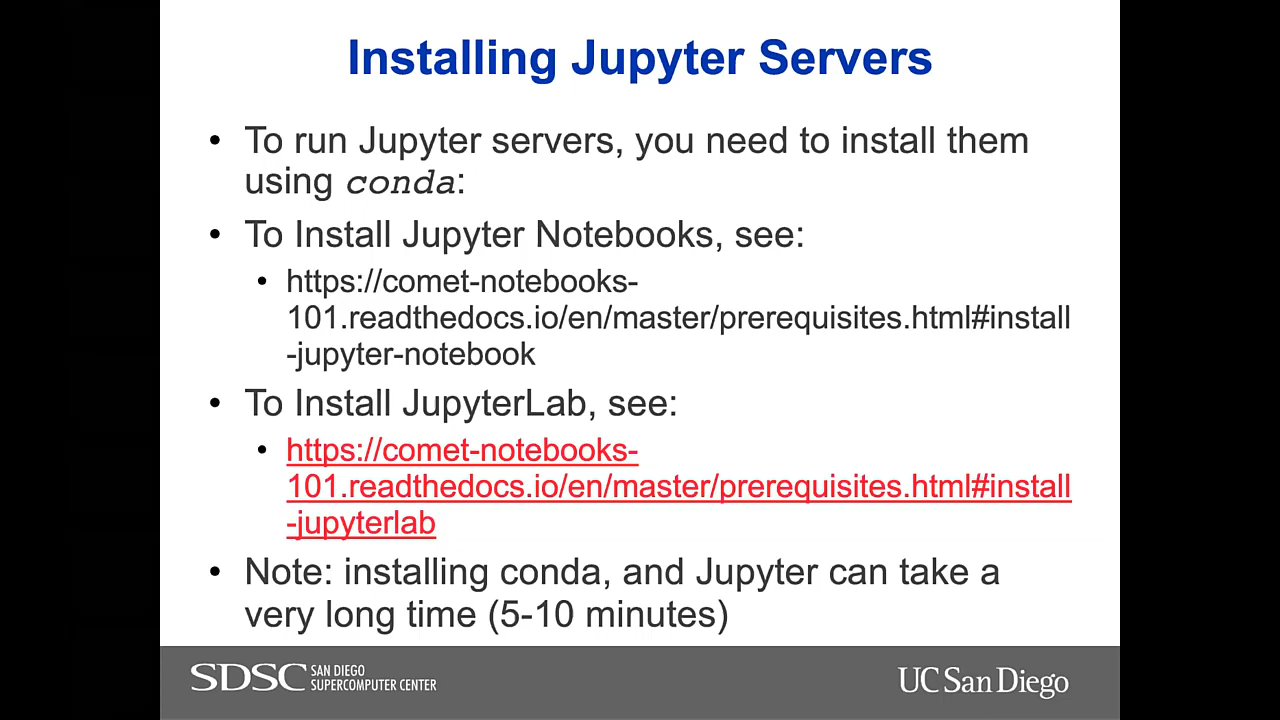 Installing Jupyter Servers
• To run Jupyter servers, you need to install them
using conda:
• To Install Jupyter Notebooks, see:
• https://comet-notebooks-
101.readthedocs.io/en/master/prerequisites.html#install
-jupyter-notebook
• To Install JupyterLab, see:
• https://comet-notebooks-
101.readthedocs.io/en/master/prerequisites.html#install
-jupyterlab
• Note: installing conda, and Jupyter can take a
very long time (5-10 minutes)
SDSC SAN DIEGO
SUPERCOMPUTER CENTER
UC San Diego